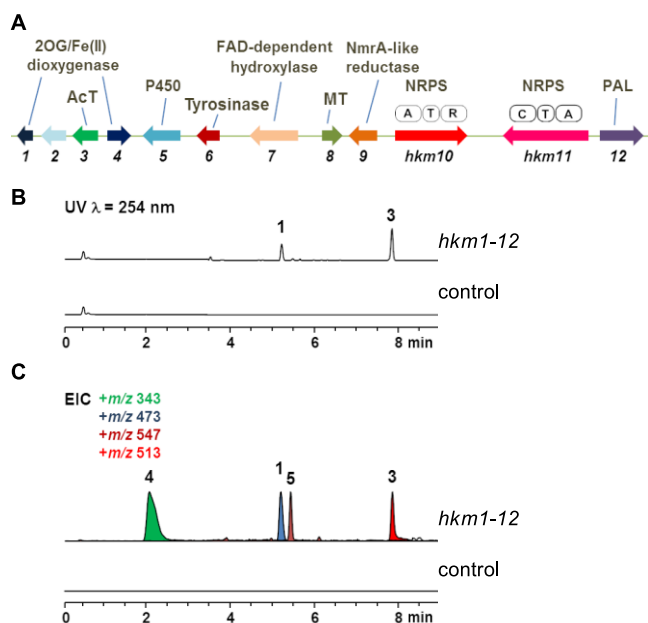 A
2OG/Fe(II)
dioxygenase
AcT
P450
Tyrosinase
FAD-dependent
hydroxylase
MT
NmrA-like
reductase
NRPS
NRPS
PAL
A T R
C T A
1 2 3 4 5 6 7 8 9 hkm10 hkm11 12
B
UV λ = 254 nm
1 3
hkm1-12
control
0 2 4 6 8 min
C
EIC +m/z 343
+m/z 473
+m/z 547
+m/z 513
4 1 5 3
hkm1-12
control
0 2 4 6 8 min